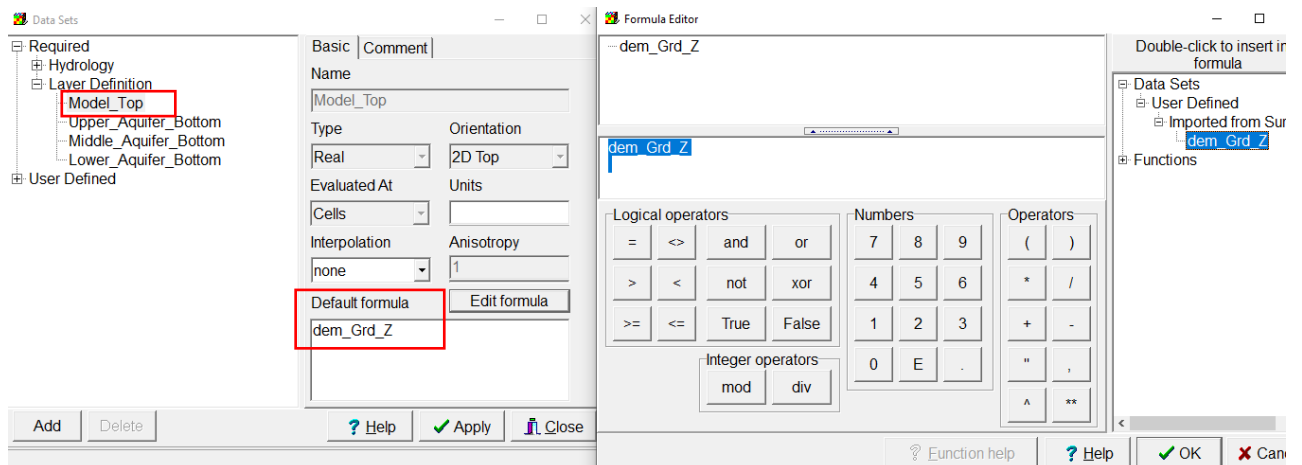 Data Sets
Required
Hydrology
Layer Definition
Model_Top
Upper_Aquifer_Bottom
Middle_Aquifer_Bottom
Lower_Aquifer_Bottom
User Defined
Basic Comment
Name
Model_Top
Type Orientation
Real 2D Top
Evaluated At Units
Cells
Interpolation Anisotropy
none 1
Default formula Edit formula
dem_Grd_Z
Add Delete ? Help Apply Close
Formula Editor
dem_Grd_Z
dem_Grd_Z
Logical operators
= <> and or
> < not xor
>= <= True False
Integer operators
mod div
Numbers
7 8 9
4 5 6
1 2 3
0 E .
Operators
( )
* /
+ -
" ,
^ **
Double-click to insert in
formula
Data Sets
User Defined
Imported from Sur
dem_Grd_Z
Functions
? Function help ? Help OK Can